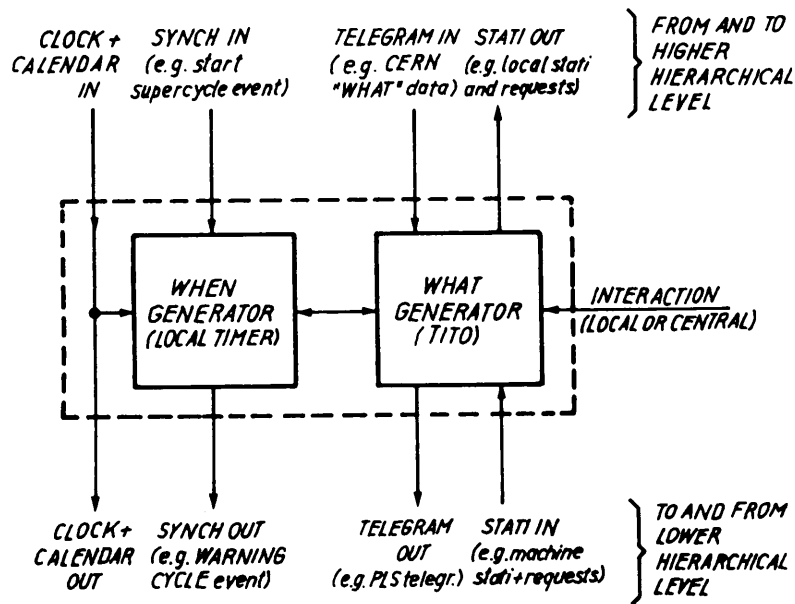 CLOCK +
CALENDAR
IN
SYNCH IN
(e.g. start
supercycle event)
TELEGRAM IN
(e.g. CERN
"WHAT" data)
STATI OUT
(e.g. local stati
and requests)
FROM AND TO
HIGHER
HIERARCHICAL
LEVEL
WHEN
GENERATOR
(LOCAL TIMER)
WHAT
GENERATOR
(TITO)
INTERACTION
(LOCAL OR CENTRAL)
CLOCK+
CALENDAR
OUT
SYNCH OUT
(e.g. WARNING
CYCLE event)
TELEGRAM
OUT
(e.g. PLS telegr.)
STATI IN
(e.g. machine
stati+requests)
TO AND FROM
LOWER
HIERARCHICAL
LEVEL